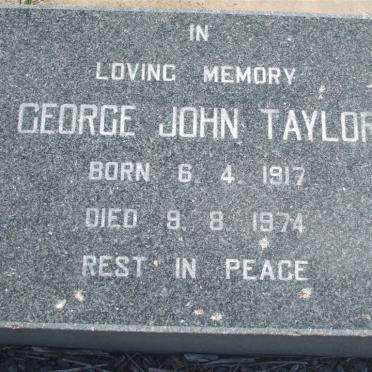 IN
LOVING MEMORY
GEORGE JOHN TAYLOR
BORN 6. 4. 1917
DIED 9. 8. 1974
REST IN PEACE